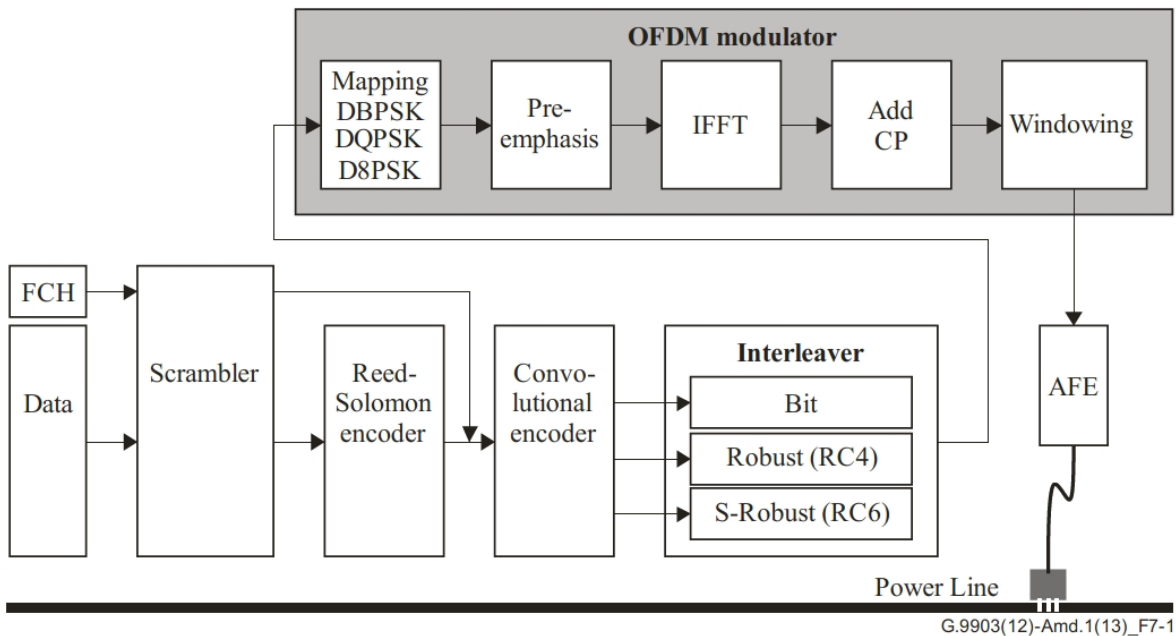 OFDM modulator
Mapping
DBPSK
DQPSK
D8PSK
Pre-
emphasis
IFFT
Add
CP
Windowing
FCH
Data
Scrambler
Reed-
Solomon
encoder
Convo-
lutional
encoder
Interleaver
Bit
Robust (RC4)
S-Robust (RC6)
AFE
Power Line
G.9903(12)-Amd.1(13)_F7-1